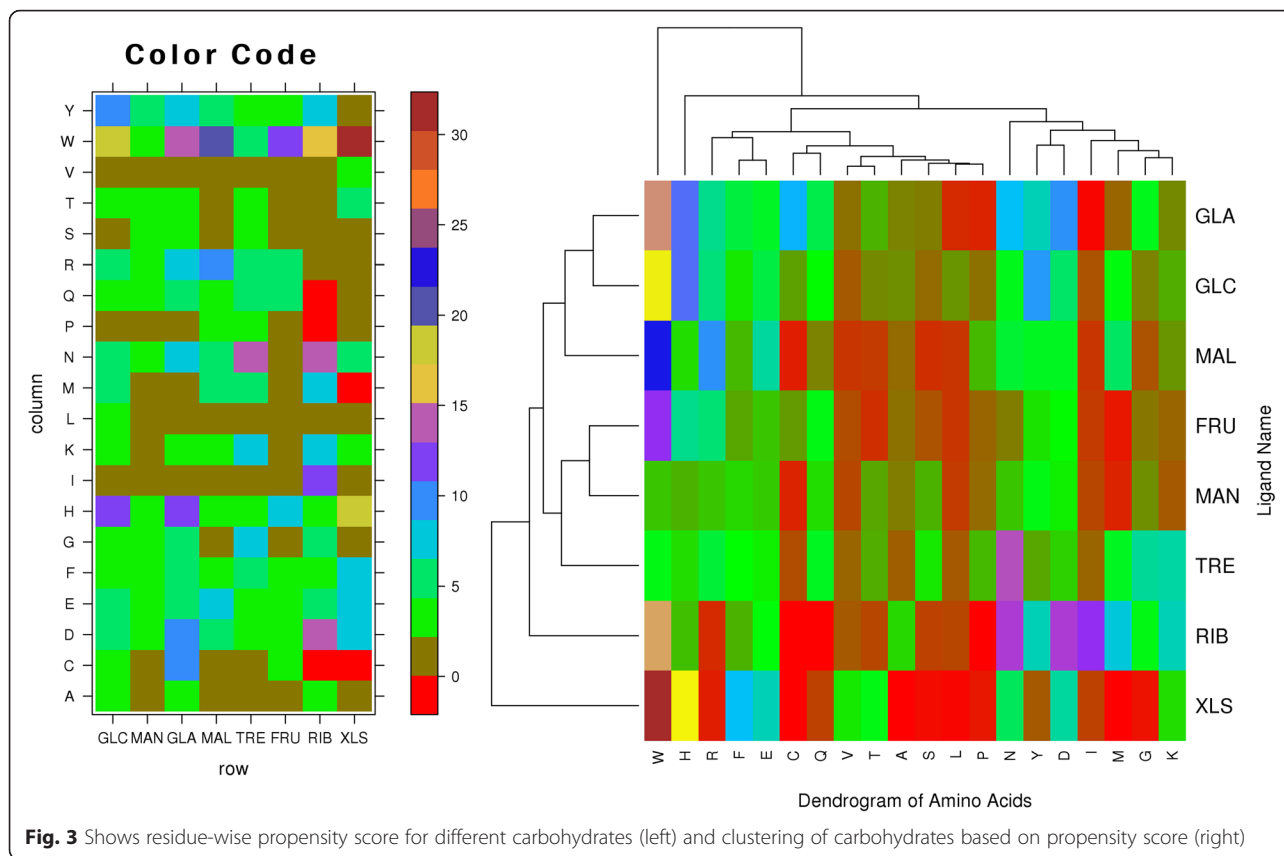 Color Code
Y
W
V
T
S
R
Q
P
N
M
L
K
I
H
G
F
E
D
C
A
column
GLC MAN GLA MAL TRE FRU RIB XLS
row
30
25
20
15
10
5
0
GLA
GLC
MAL
FRU
MAN
TRE
RIB
XLS
Ligand Name
W H R F E C Q V T A S L P N Y D I M G K
Dendrogram of Amino Acids
Fig. 3 Shows residue-wise propensity score for different carbohydrates (left) and clustering of carbohydrates based on propensity score (right)